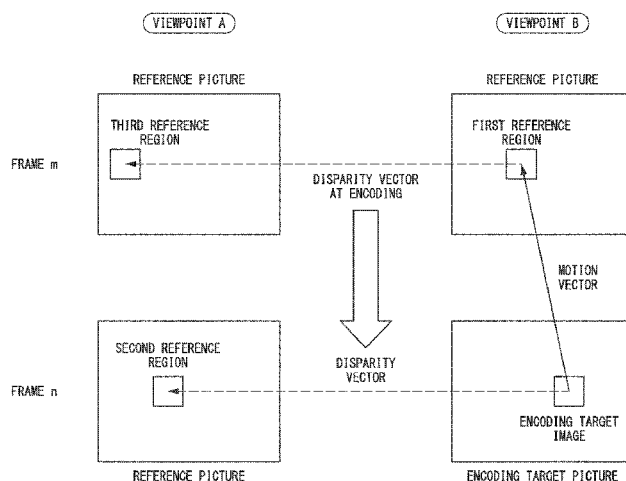 VIEWPOINT A
VIEWPOINT B
REFERENCE PICTURE
REFERENCE PICTURE
THIRD REFERENCE
REGION
FIRST REFERENCE
REGION
FRAME m
DISPARITY VECTOR
AT ENCODING
MOTION
VECTOR
SECOND REFERENCE
REGION
DISPARITY
VECTOR
FRAME n
ENCODING TARGET
IMAGE
REFERENCE PICTURE
ENCODING TARGET PICTURE